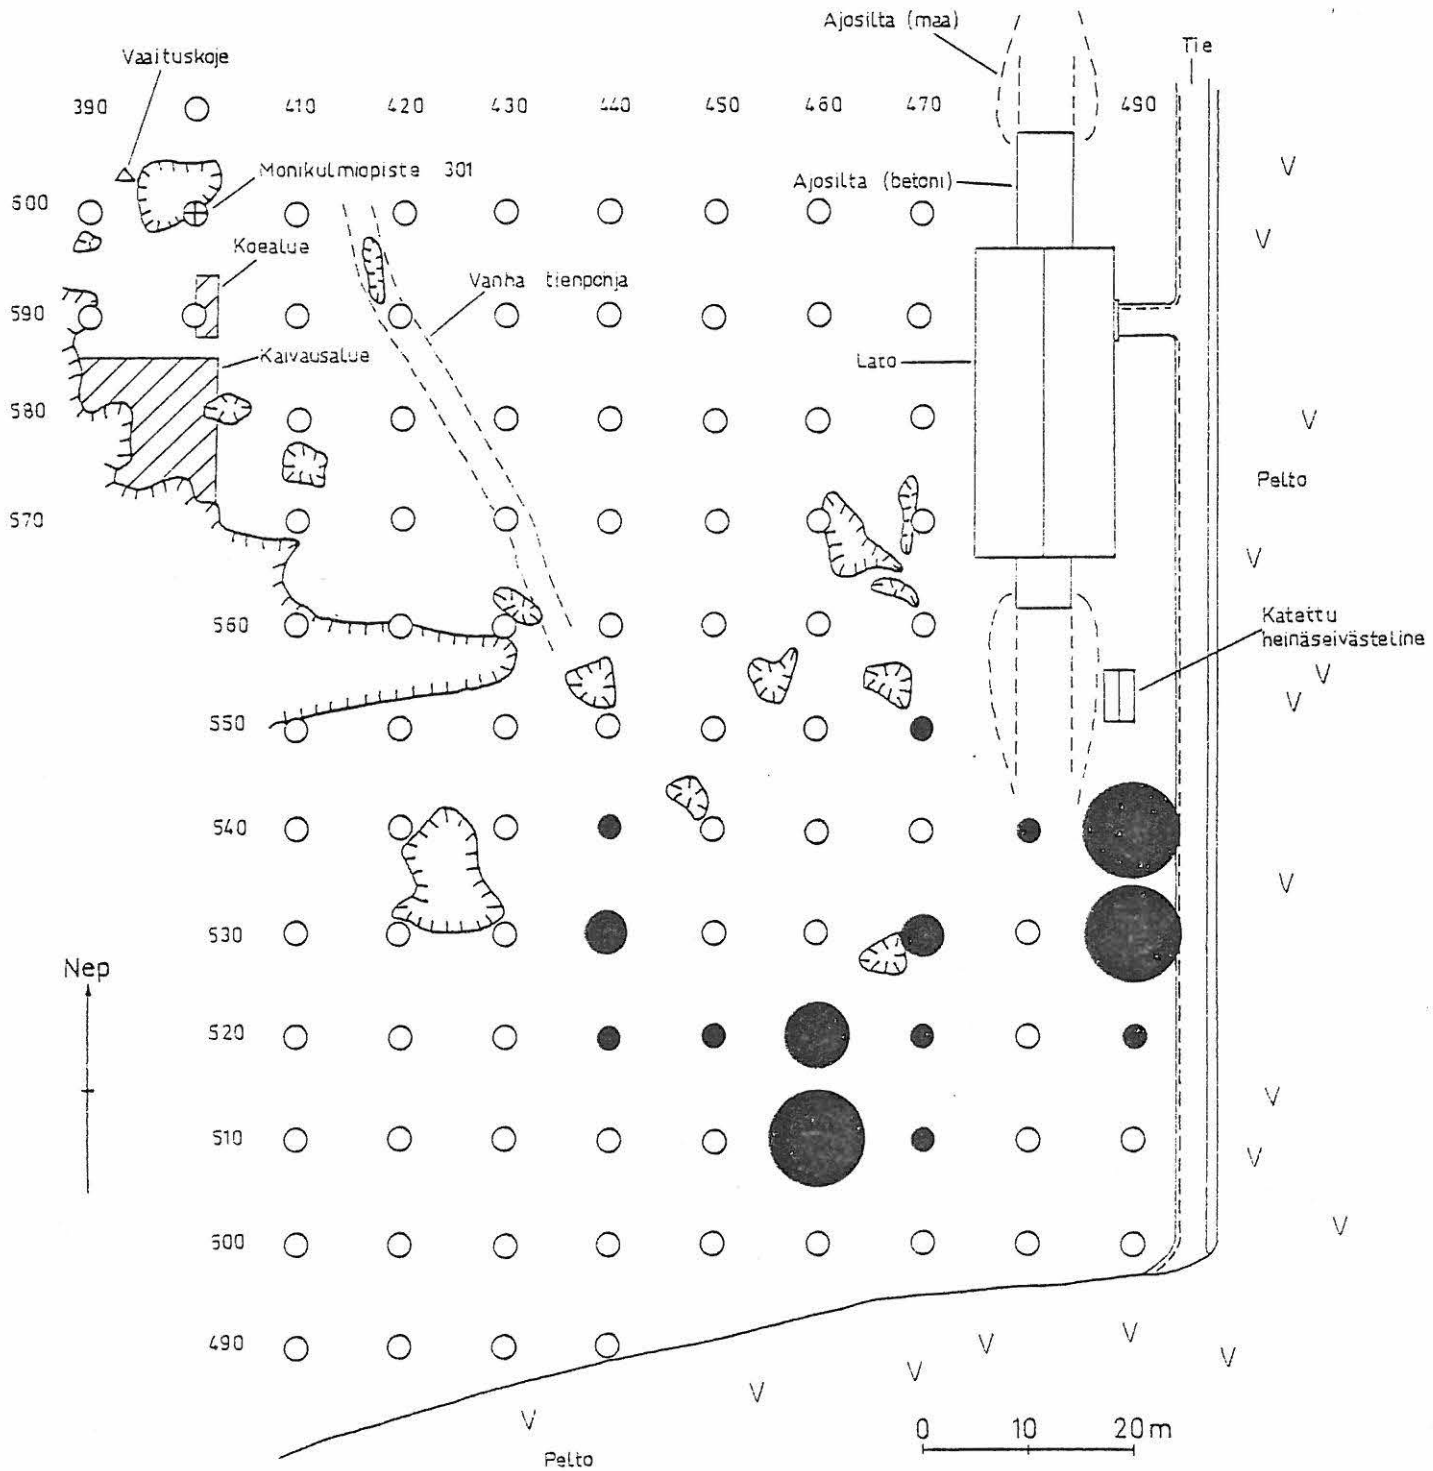 Ajosilta (maa)
Tie
Vaaituskoje
390 410 420 430 440 450 460 470 490
Monikulmiopiste 301
Ajosilta (betoni)
600
Koealue
Vanha tienpohja
590
Kaivausalue
Lato
580
Pelto
570
560
Katettu
heinäseivästeline
550
540
530
Nep
520
510
500
490
0 10 20 m
Pelto